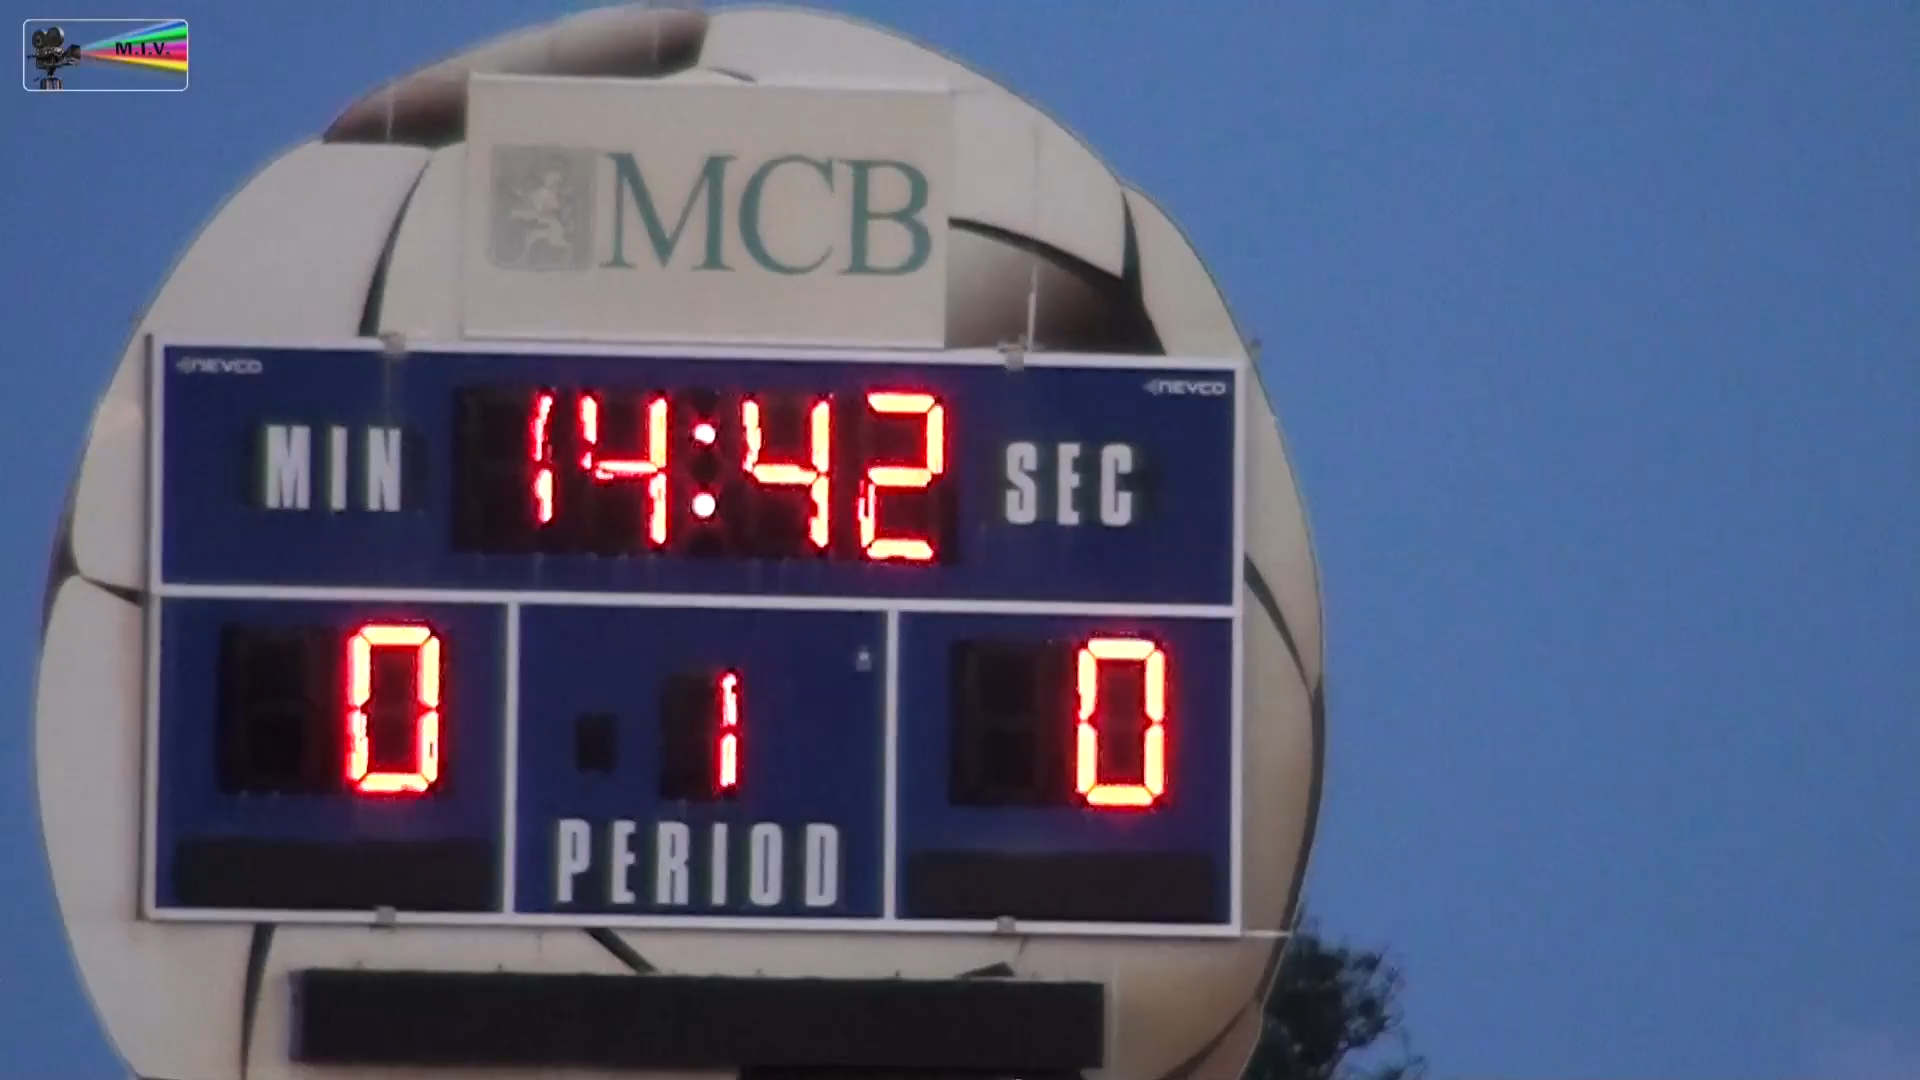 M.I.V.
MCB
NEVCO
NEVCO
MIN 14:42 SEC
0 1 0
PERIOD